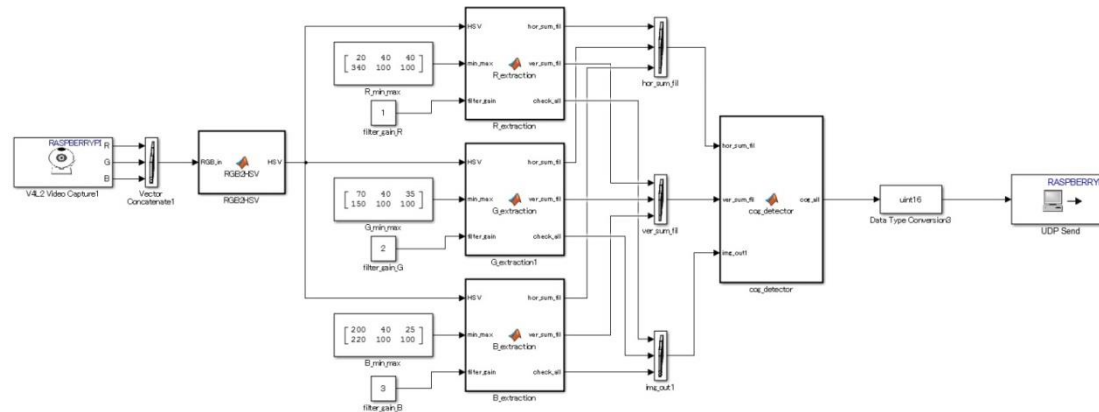 RASPBERRYPI
R
G
B
V4L2 Video Capture1
Vector
Concatenate1
RGB_in
HSV
RGB2HSV
RGB2HSV
20 40 40
340 100 100
R_min_max
1
filter_gain_R
HSV
min_max
filter_gain
R_extraction
hor_sum_fil
ver_sum_fil
check_all
R_extraction
70 40 35
150 100 100
G_min_max
2
filter_gain_G
HSV
min_max
filter_gain
G_extraction
hor_sum_fil
ver_sum_fil
check_all
G_extraction1
200 40 25
220 100 100
B_min_max
3
filter_gain_B
HSV
min_max
filter_gain
B_extraction
hor_sum_fil
ver_sum_fil
check_all
B_extraction
hor_sum_fil
ver_sum_fil
img_out1
hor_sum_fil
ver_sum_fil
img_out1
cog_detector
cog_all
cog_detector
uint16
Data Type Conversion3
RASPBERRY
UDP Send